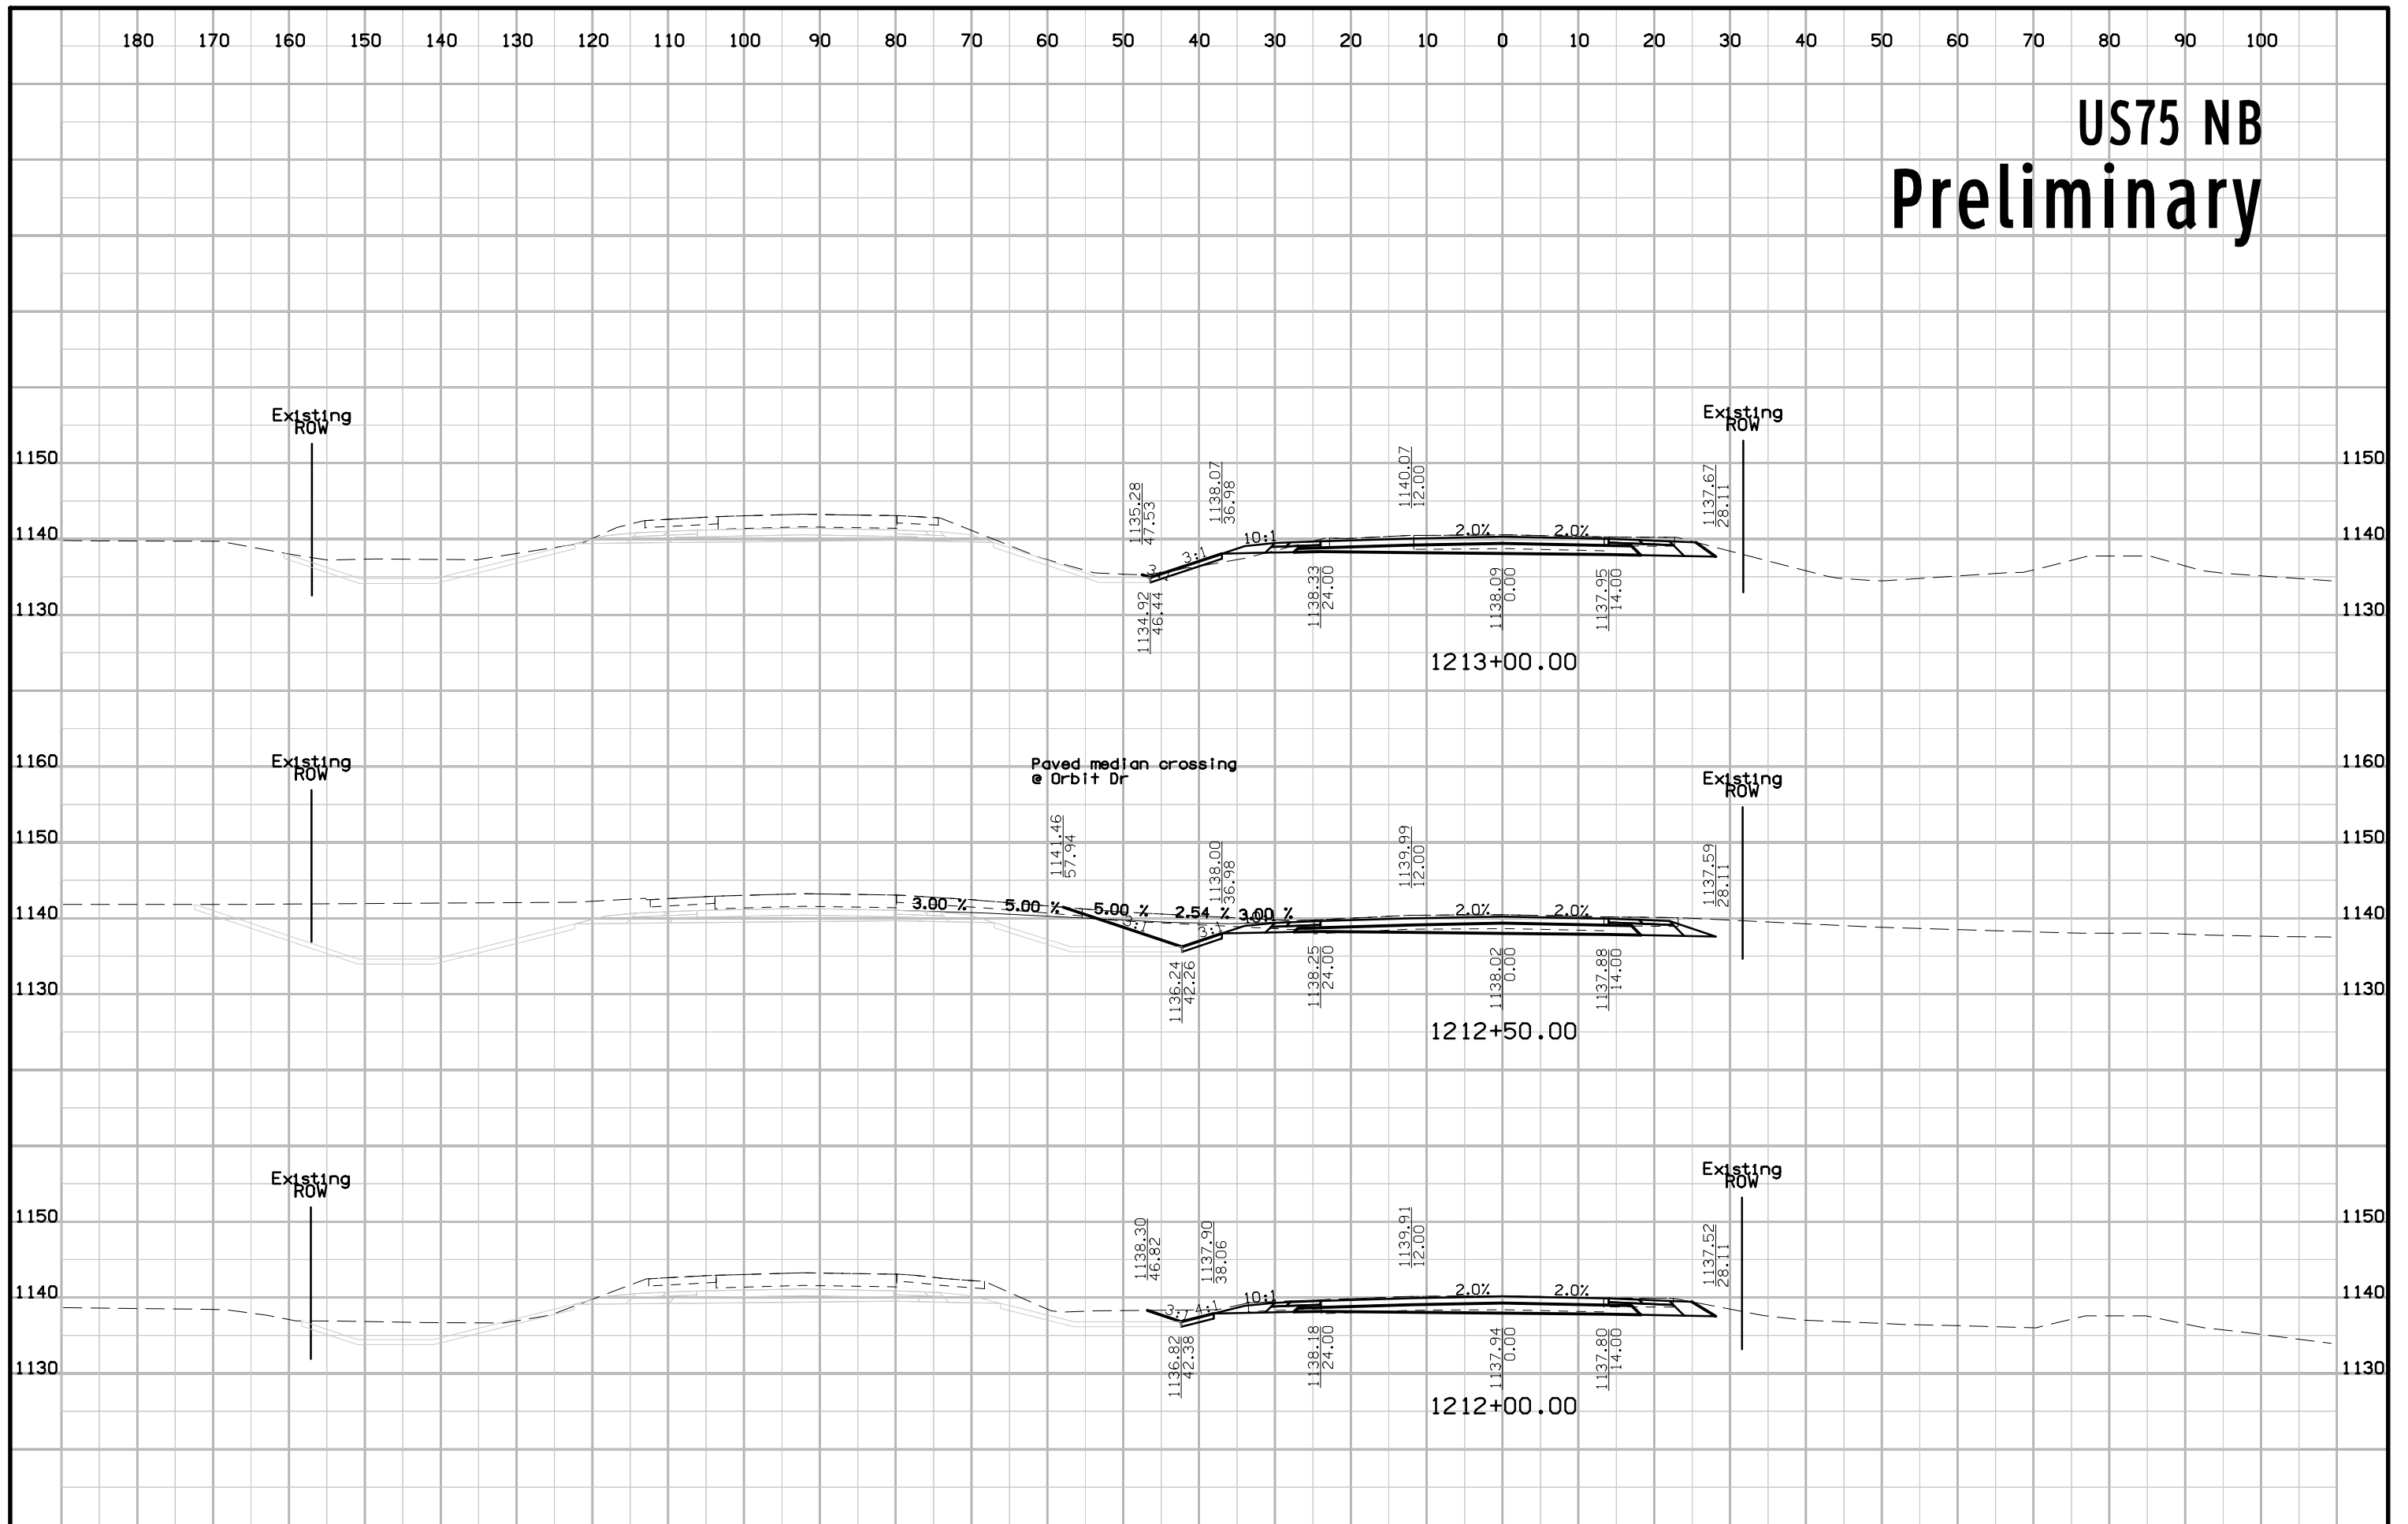 180 170 160 150 140 130 120 110 100 90 80 70 60 50 40 30 20 10 0 10 20 30 40 50 60 70 80 90 100
US75 NB
Preliminary
Existing
ROW
Existing
ROW
1150 1150
1140 1140
1130 1130
1135.28
47.53
1138.07
36.98
1140.07
12.00
1137.67
28.11
3:1 10:1 2.0% 2.0%
1134.92
46.44
1138.33
24.00
1138.09
0.00
1137.95
14.00
1213+00.00
Existing
ROW
Paved median crossing
@ Orbit Dr
Existing
ROW
1160 1160
1150 1150
1140 1140
1130 1130
1141.46
57.94
1138.00
36.98
1139.99
12.00
1137.59
28.11
3.00 % 5.00 % 5.00 % 2.54 % 3.00 % 2.0% 2.0%
3:1 3:1 10:1
1136.24
42.26
1138.25
24.00
1138.02
0.00
1137.88
14.00
1212+50.00
Existing
ROW
Existing
ROW
1150 1150
1140 1140
1130 1130
1138.30
46.82
1137.90
38.06
1139.91
12.00
1137.52
28.11
3:1 4:1 10:1 2.0% 2.0%
1136.82
42.38
1138.18
24.00
1137.94
0.00
1137.80
14.00
1212+00.00